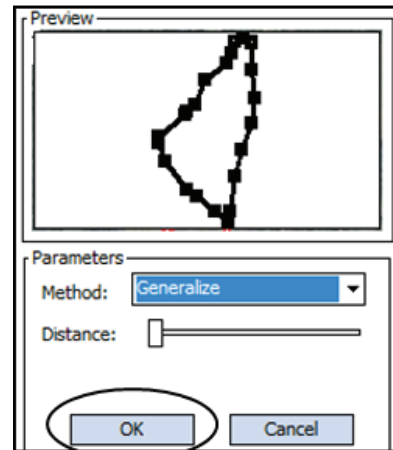 Preview
Parameters
Method: Generalize
Distance:
OK Cancel